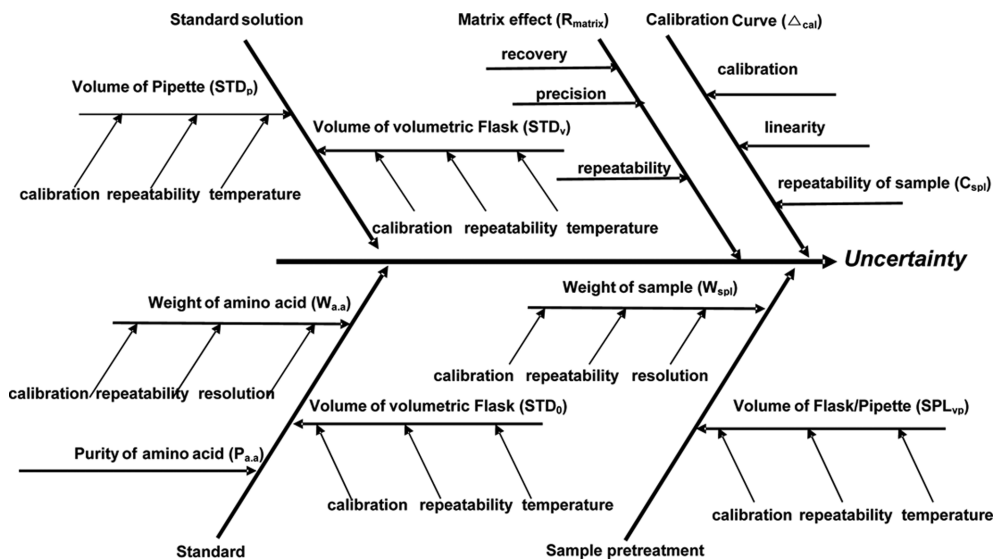 Standard solution
Matrix effect (Rmatrix)
Calibration Curve (△cal)
recovery
calibration
Volume of Pipette (STDp)
precision
Volume of volumetric Flask (STDv)
linearity
repeatability
repeatability of sample (Cspl)
calibration repeatability temperature
calibration repeatability temperature
Uncertainty
Weight of amino acid (Wa.a)
Weight of sample (Wspl)
calibration repeatability resolution
calibration repeatability resolution
Volume of volumetric Flask (STD0)
Volume of Flask/Pipette (SPLvp)
Purity of amino acid (Pa.a)
calibration repeatability temperature
calibration repeatability temperature
Standard
Sample pretreatment